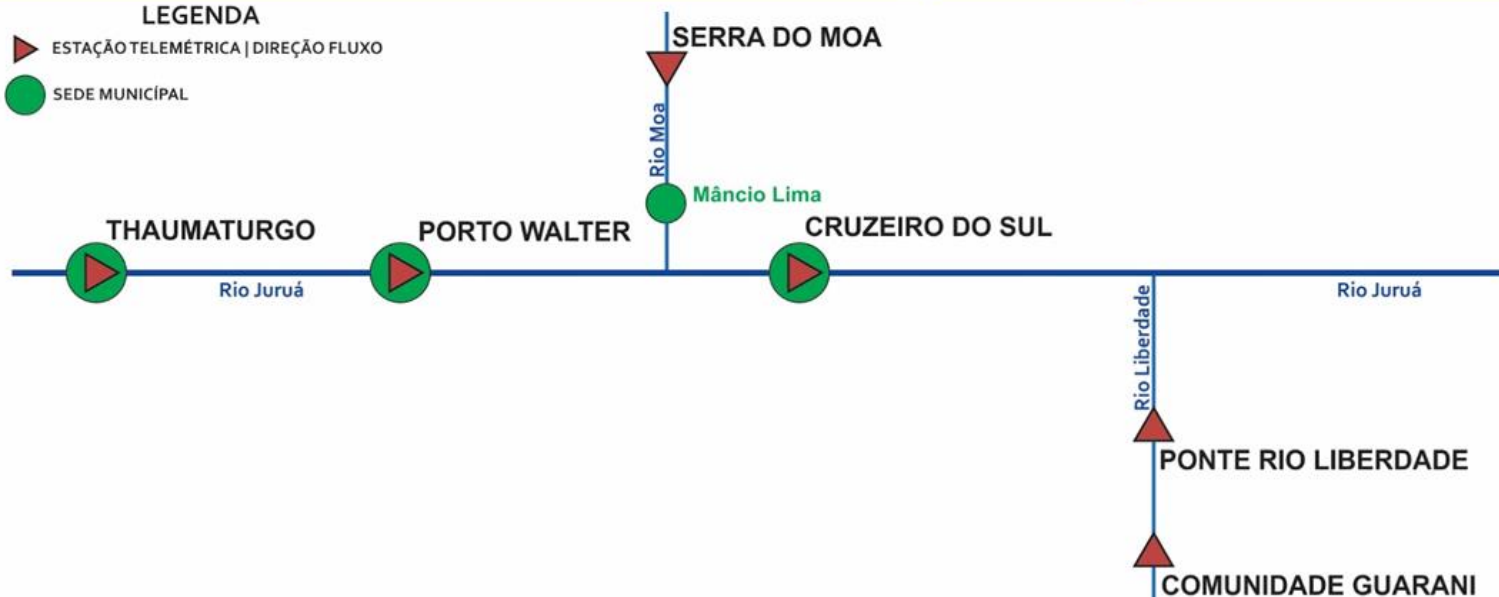 LEGENDA
ESTAÇÃO TELEMÉTRICA | DIREÇÃO FLUXO
SEDE MUNICÍPAL
SERRA DO MOA
Rio Moa
Mâncio Lima
THAUMATURGO
PORTO WALTER
CRUZEIRO DO SUL
Rio Juruá
Rio Juruá
Rio Liberdade
PONTE RIO LIBERDADE
COMUNIDADE GUARANI